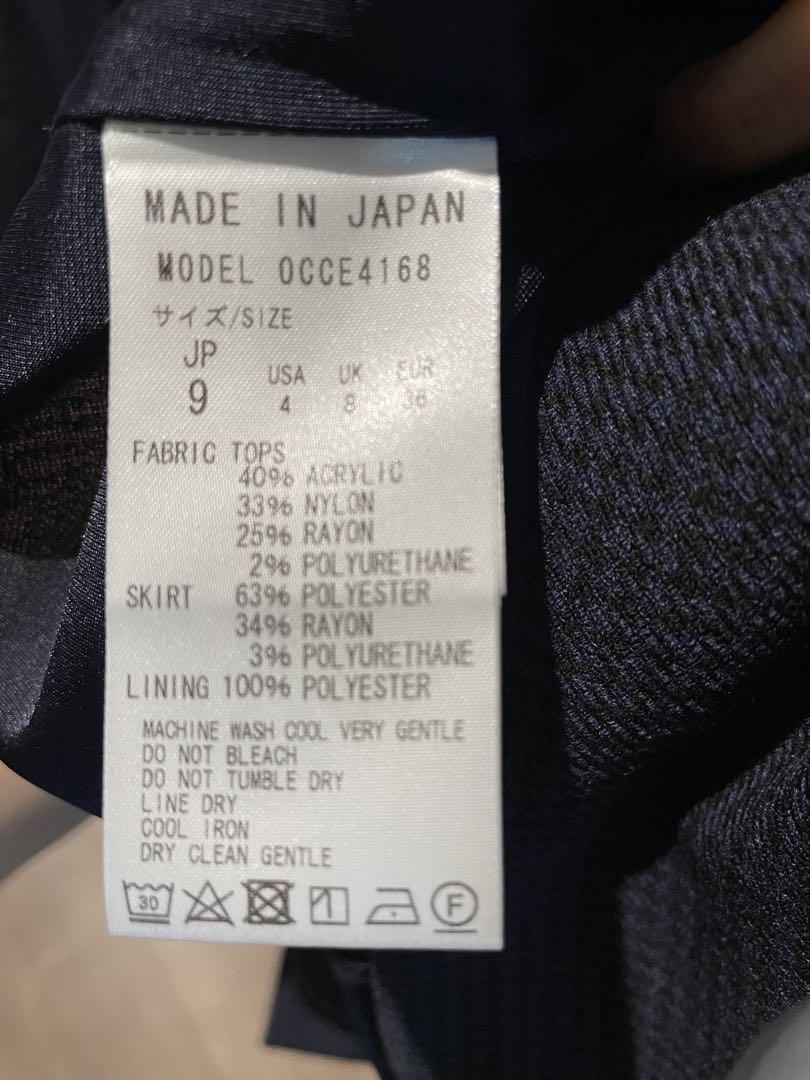 MADE IN JAPAN
MODEL OCCE4168
サイズ/SIZE
JP USA UK EUR
9 4 8 36
FABRIC TOPS
40% ACRYLIC
33% NYLON
25% RAYON
2% POLYURETHANE
SKIRT 63% POLYESTER
34% RAYON
3% POLYURETHANE
LINING 100% POLYESTER
MACHINE WASH COOL VERY GENTLE
DO NOT BLEACH
DO NOT TUMBLE DRY
LINE DRY
COOL IRON
DRY CLEAN GENTLE
30 F